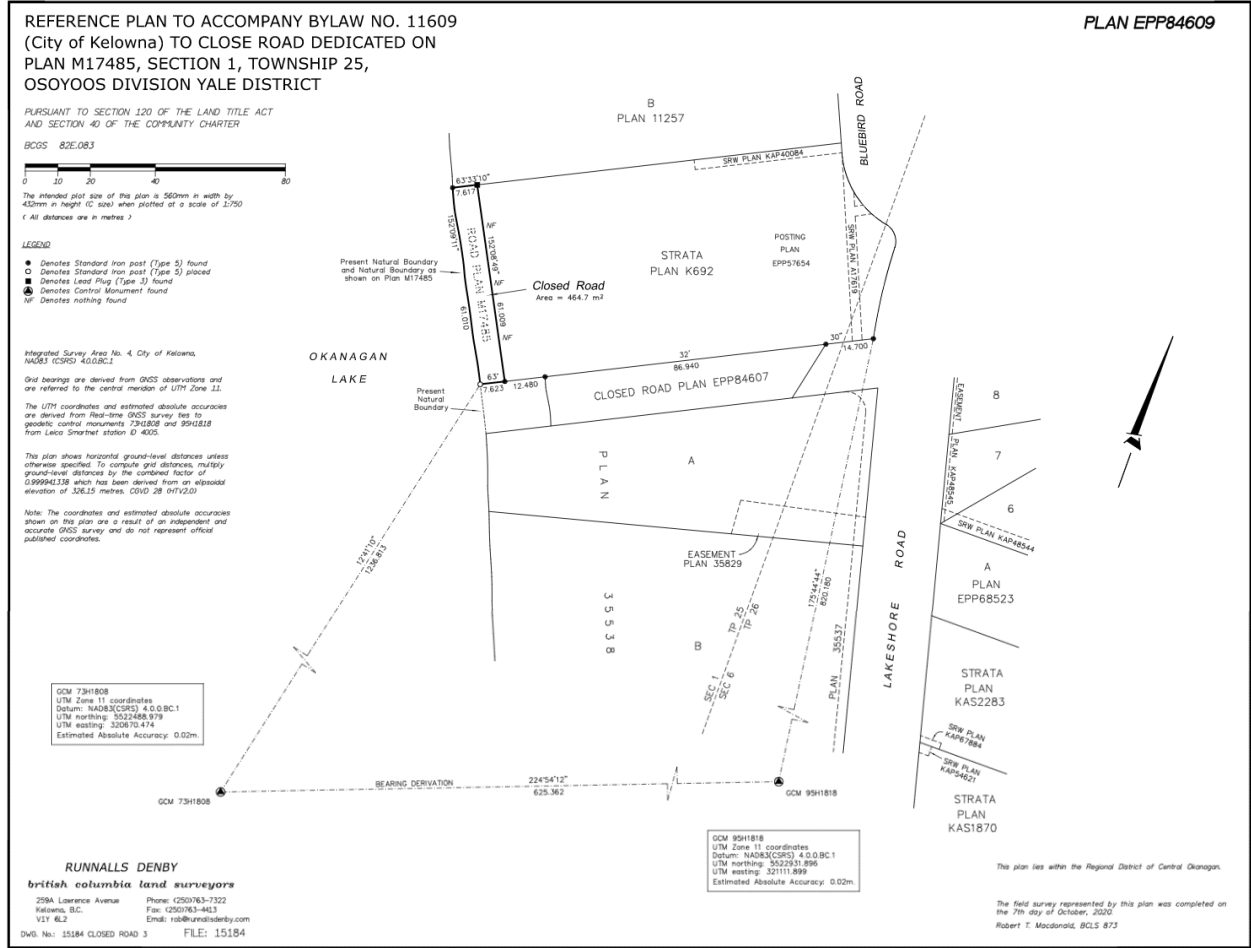 REFERENCE PLAN TO ACCOMPANY BYLAW NO. 11609
(City of Kelowna) TO CLOSE ROAD DEDICATED ON
PLAN M17485, SECTION 1, TOWNSHIP 25,
OSOYOOS DIVISION YALE DISTRICT
PLAN EPP84609
PURSUANT TO SECTION 120 OF THE LAND TITLE ACT
AND SECTION 40 OF THE COMMUNITY CHARTER
BCGS 82E.083
0 10 20 40 80
The intended plot size of this plan is 560mm in width by
432mm in height (C size) when plotted at a scale of 1:750
( All distances are in metres )
LEGEND
Denotes Standard Iron post (Type 5) found
Denotes Standard Iron post (Type 5) placed
Denotes Lead Plug (Type 3) found
Denotes Control Monument found
NF Denotes nothing found
Integrated Survey Area No. 4, City of Kelowna,
NAD83 (CSRS) 4.0.0.BC.1
Grid bearings are derived from GNSS observations and
are referred to the central meridian of UTM Zone 11.
The UTM coordinates and estimated absolute accuracies
are derived from Real-time GNSS survey ties to
geodetic control monuments 73H1808 and 95H1818
from Leica Smartnet station ID 4005.
This plan shows horizontal ground-level distances unless
otherwise specified. To compute grid distances, multiply
ground-level distances by the combined factor of
0.999941338 which has been derived from an elipsoidal
elevation of 326.15 metres. CGVD 28 (HTV2.0)
Note: The coordinates and estimated absolute accuracies
shown on this plan are a result of an independent and
accurate GNSS survey and do not represent official
published coordinates.
B
PLAN 11257
BLUEBIRD ROAD
SRW PLAN KAP40084
63°33'10"
7.617
152°09'11"
61.010
ROAD PLAN M17485
NF
152°08'49"
NF
61.009
NF
Present Natural Boundary
and Natural Boundary as
shown on Plan M17485
Closed Road
Area = 464.7 m²
STRATA
PLAN K692
POSTING
PLAN
EPP57654
SRW PLAN A17619
OKANAGAN
LAKE
Present
Natural
Boundary
63'
7.623
12.480
32'
86.940
30"
14.700
CLOSED ROAD PLAN EPP84607
PLAN
A
EASEMENT
PLAN 35829
35538
B
SEC 1 TP 25
SEC 6 TP 26
175°44'44"
820.180
PLAN 35537
LAKESHORE ROAD
EASEMENT PLAN KAP48545
8
7
6
SRW PLAN KAP48544
A
PLAN
EPP68523
STRATA
PLAN
KAS2283
SRW PLAN
KAP67884
SRW PLAN
KAP54621
STRATA
PLAN
KAS1870
12°41'10"
1236.813
GCM 73H1808
UTM Zone 11 coordinates
Datum: NAD83(CSRS) 4.0.0.BC.1
UTM northing: 5522488.979
UTM easting: 320670.474
Estimated Absolute Accuracy: 0.02m.
GCM 73H1808
BEARING DERIVATION
224°54'12"
625.362
GCM 95H1818
GCM 95H1818
UTM Zone 11 coordinates
Datum: NAD83(CSRS) 4.0.0.BC.1
UTM northing: 5522931.896
UTM easting: 321111.899
Estimated Absolute Accuracy: 0.02m.
RUNNALLS DENBY
british columbia land surveyors
259A Lawrence Avenue
Kelowna, B.C.
V1Y 6L2
Phone: (250)763-7322
Fax: (250)763-4413
Email: rob@runnallsdenby.com
DWG. No.: 15184 CLOSED ROAD 3
FILE: 15184
This plan lies within the Regional District of Central Okanagan.
The field survey represented by this plan was completed on
the 7th day of October, 2020.
Robert T. Macdonald, BCLS 873